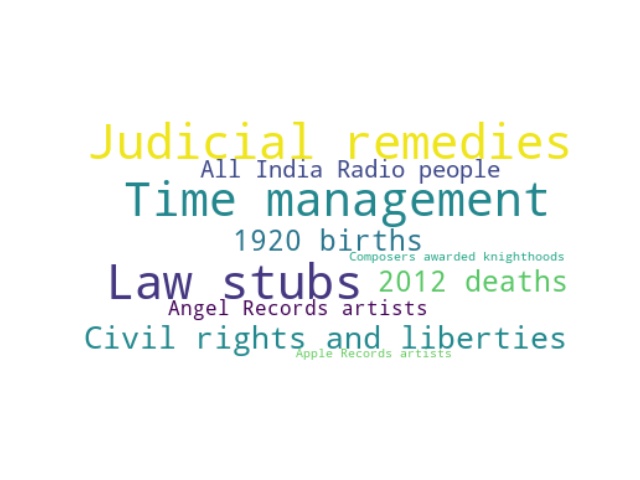 Judicial remedies
All India Radio people
Time management
1920 births
Composers awarded knighthoods
Law stubs
2012 deaths
Angel Records artists
Civil rights and liberties
Apple Records artists